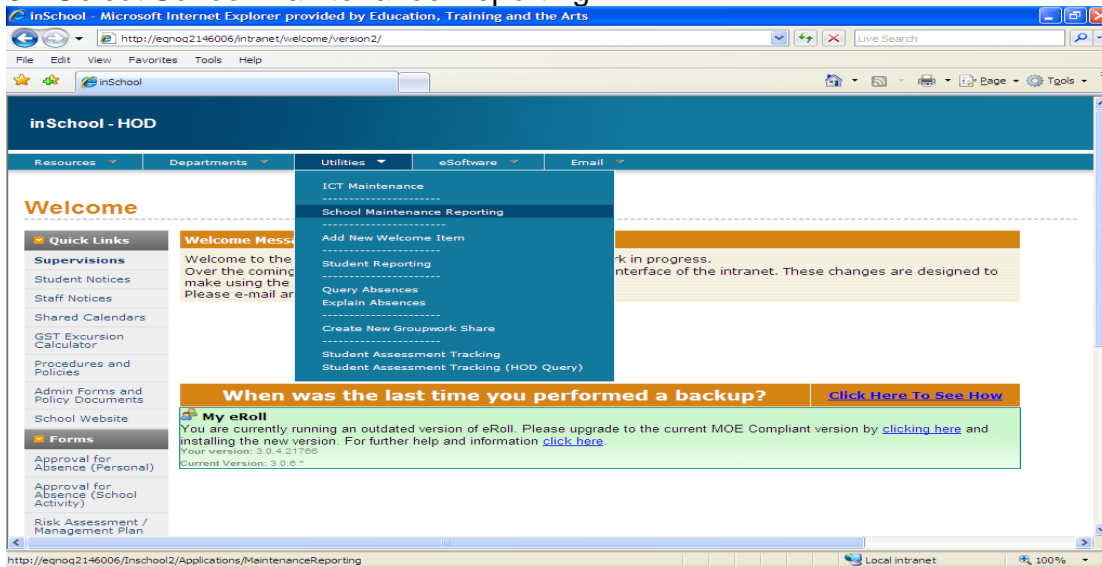 inSchool - Microsoft Internet Explorer provided by Education, Training and the Arts
http://eqnoq2146006/intranet/welcome/version2/
Live Search
File Edit View Favorites Tools Help
inSchool
Page
Tools
inSchool - HOD
Resources Departments Utilities eSoftware Email
ICT Maintenance
-----------------------
School Maintenance Reporting
-----------------------
Add New Welcome Item
-----------------------
Student Reporting
-----------------------
Query Absences
Explain Absences
-----------------------
Create New Groupwork Share
-----------------------
Student Assessment Tracking
Student Assessment Tracking (HOD Query)
Welcome
Quick Links
Supervisions
Student Notices
Staff Notices
Shared Calendars
GST Excursion
Calculator
Procedures and
Policies
Admin Forms and
Policy Documents
School Website
Forms
Approval for
Absence (Personal)
Approval for
Absence (School
Activity)
Risk Assessment /
Management Plan
Welcome Mess
Welcome to the rk in progress.
Over the coming nterface of the intranet. These changes are designed to
make using the
Please e-mail ar
When was the last time you performed a backup? Click Here To See How
My eRoll
You are currently running an outdated version of eRoll. Please upgrade to the current MOE Compliant version by clicking here and
installing the new version. For further help and information click here.
Your version: 3.0.4.21766
Current Version: 3.0.6.*
http://eqnoq2146006/Inschool2/Applications/MaintenanceReporting
Local intranet
100%